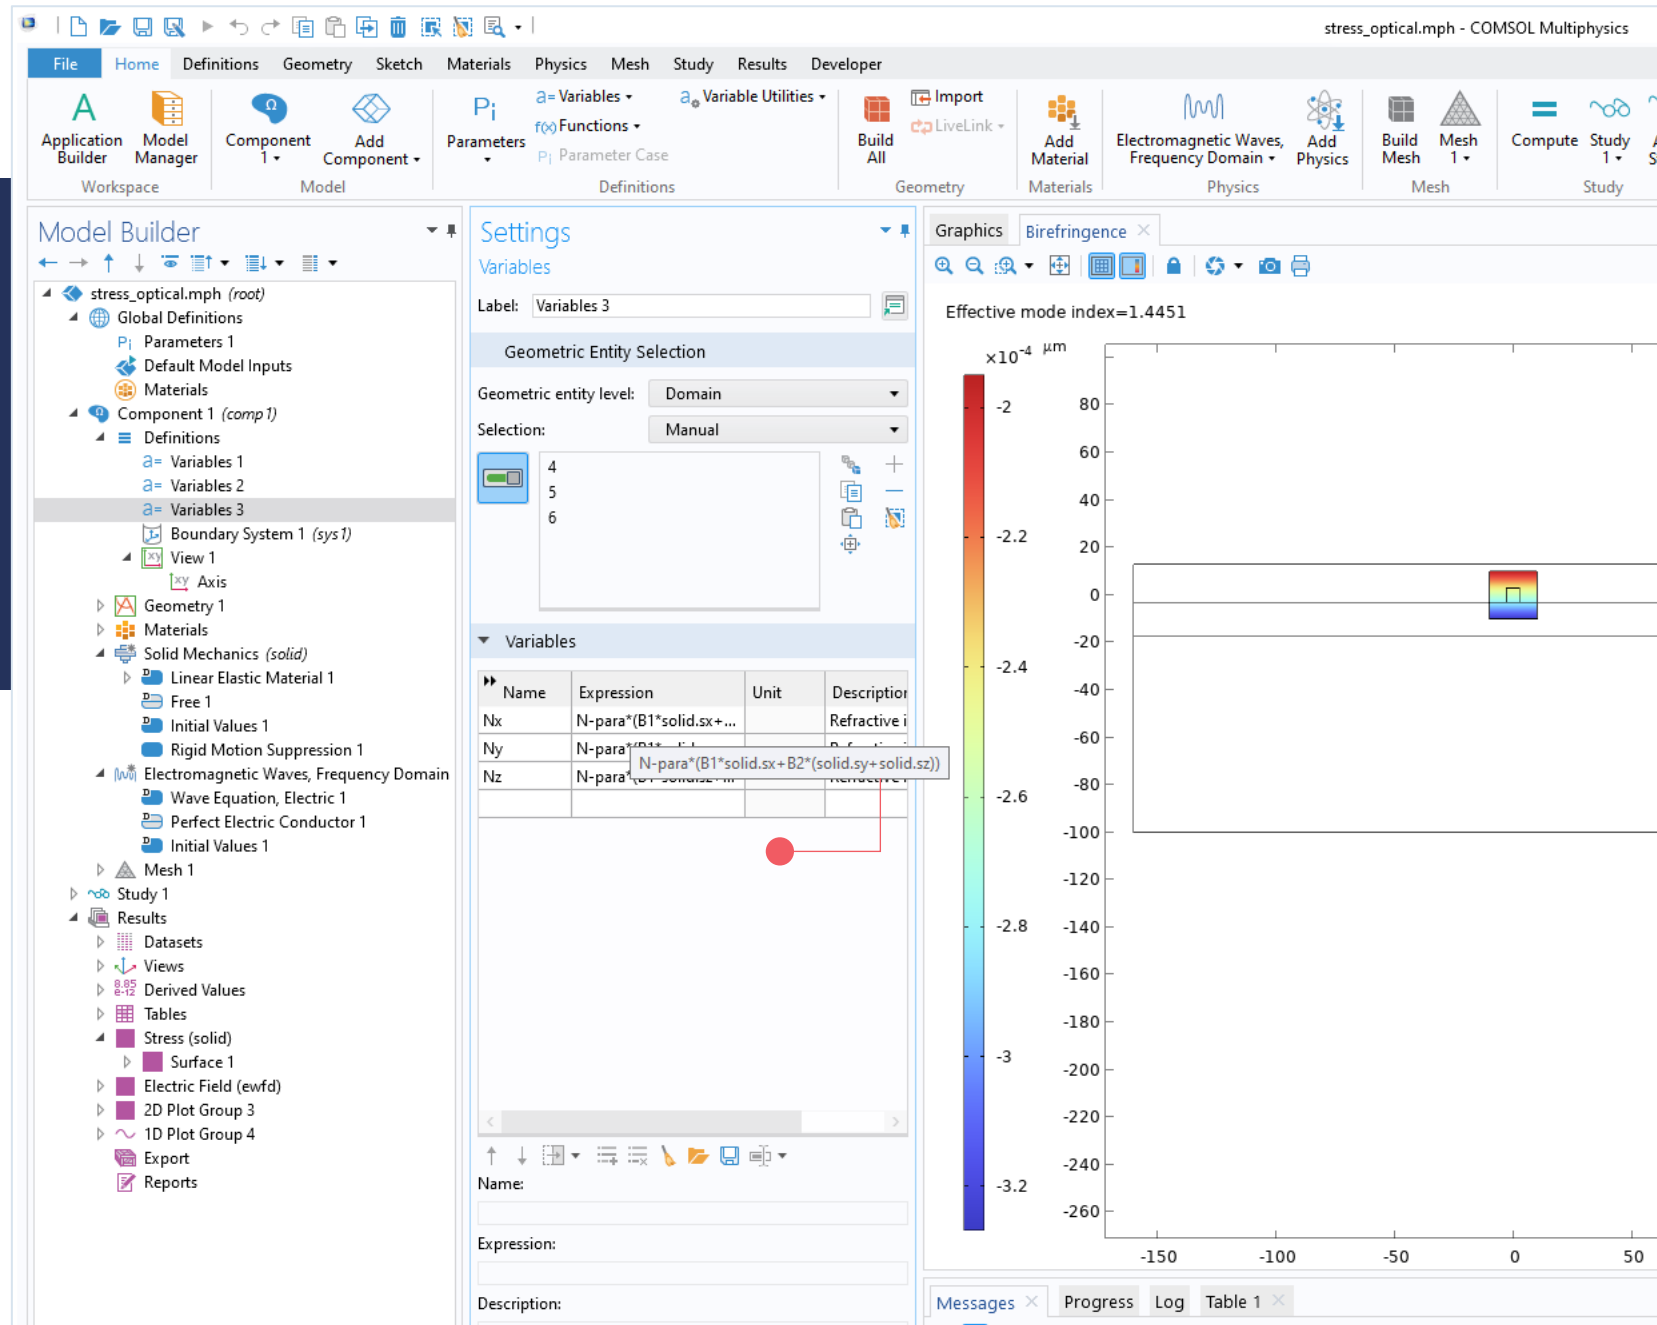 stress_optical.mph - COMSOL Multiphysics
File Home Definitions Geometry Sketch Materials Physics Mesh Study Results Developer
Application Builder
Model Manager
Workspace
Component 1
Add Component
Model
Parameters
a= Variables
f(x) Functions
Pi Parameter Case
Variable Utilities
Definitions
Build All
Import
LiveLink
Geometry
Add Material
Materials
Electromagnetic Waves, Frequency Domain
Add Physics
Physics
Build Mesh
Mesh 1
Mesh
Compute
Study 1
Study
Model Builder
stress_optical.mph (root)
Global Definitions
Pi Parameters 1
Default Model Inputs
Materials
Component 1 (comp1)
Definitions
a= Variables 1
a= Variables 2
a= Variables 3
Boundary System 1 (sys1)
View 1
Axis
Geometry 1
Materials
Solid Mechanics (solid)
Linear Elastic Material 1
Free 1
Initial Values 1
Rigid Motion Suppression 1
Electromagnetic Waves, Frequency Domain
Wave Equation, Electric 1
Perfect Electric Conductor 1
Initial Values 1
Mesh 1
Study 1
Results
Datasets
Views
8.85 e-12 Derived Values
Tables
Stress (solid)
Surface 1
Electric Field (ewfd)
2D Plot Group 3
1D Plot Group 4
Export
Reports
Settings
Variables
Label: Variables 3
Geometric Entity Selection
Geometric entity level: Domain
Selection: Manual
4
5
6
Variables
Name Expression Unit Description
Nx N-para*(B1*solid.sx+... Refractive i
Ny N-para*
N-para*(B1*solid.sx+B2*(solid.sy+solid.sz))
Nz N-para*
Name:
Expression:
Description:
Graphics Birefringence
Effective mode index=1.4451
×10-4 µm
-2
-2.2
-2.4
-2.6
-2.8
-3
-3.2
80
60
40
20
0
-20
-40
-60
-80
-100
-120
-140
-160
-180
-200
-220
-240
-260
-150 -100 -50 0 50
Messages Progress Log Table 1